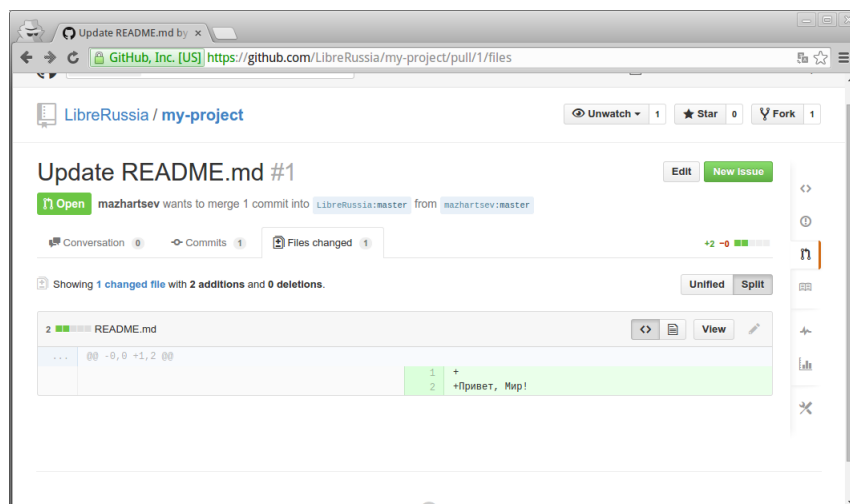 Update README.md by
GitHub, Inc. [US] https://github.com/LibreRussia/my-project/pull/1/files
LibreRussia / my-project
Unwatch 1 Star 0 Fork 1
Update README.md #1
Edit New issue
Open mazhartsev wants to merge 1 commit into LibreRussia:master from mazhartsev:master
Conversation 0 Commits 1 Files changed 1 +2 −0
Showing 1 changed file with 2 additions and 0 deletions.
Unified Split
2 README.md View
... @@ -0,0 +1,2 @@
1 +
2 +Привет, Мир!